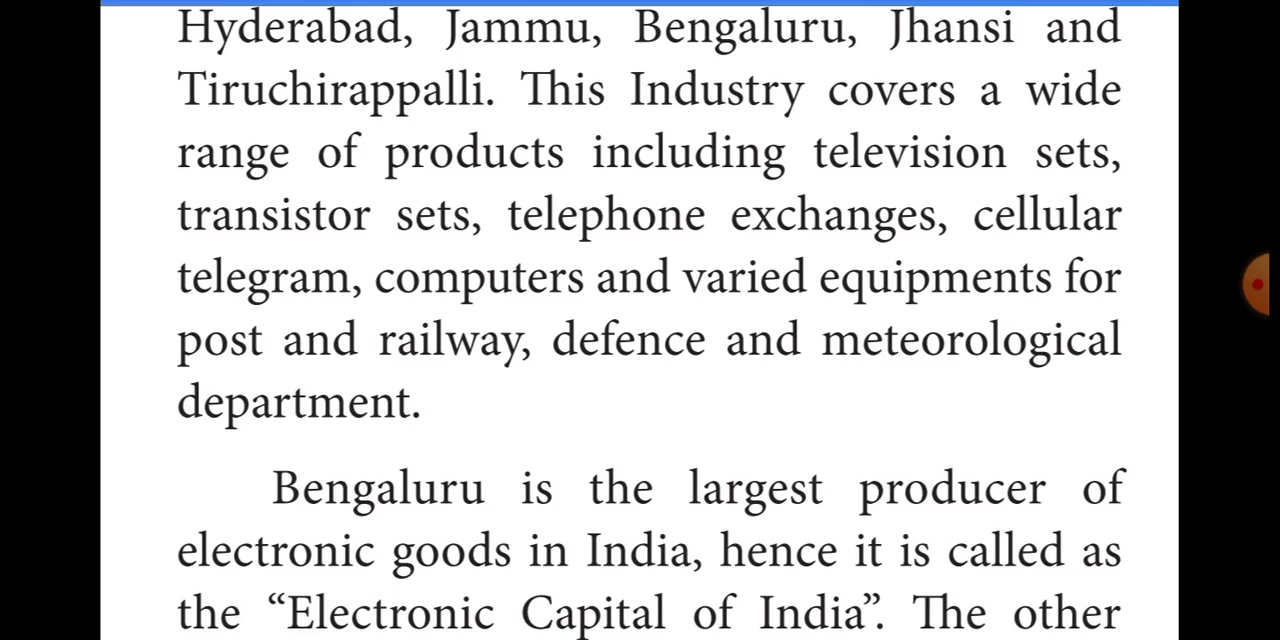 Hyderabad, Jammu, Bengaluru, Jhansi and
Tiruchirappalli. This Industry covers a wide
range of products including television sets,
transistor sets, telephone exchanges, cellular
telegram, computers and varied equipments for
post and railway, defence and meteorological
department.
Bengaluru is the largest producer of
electronic goods in India, hence it is called as
the “Electronic Capital of India”. The other